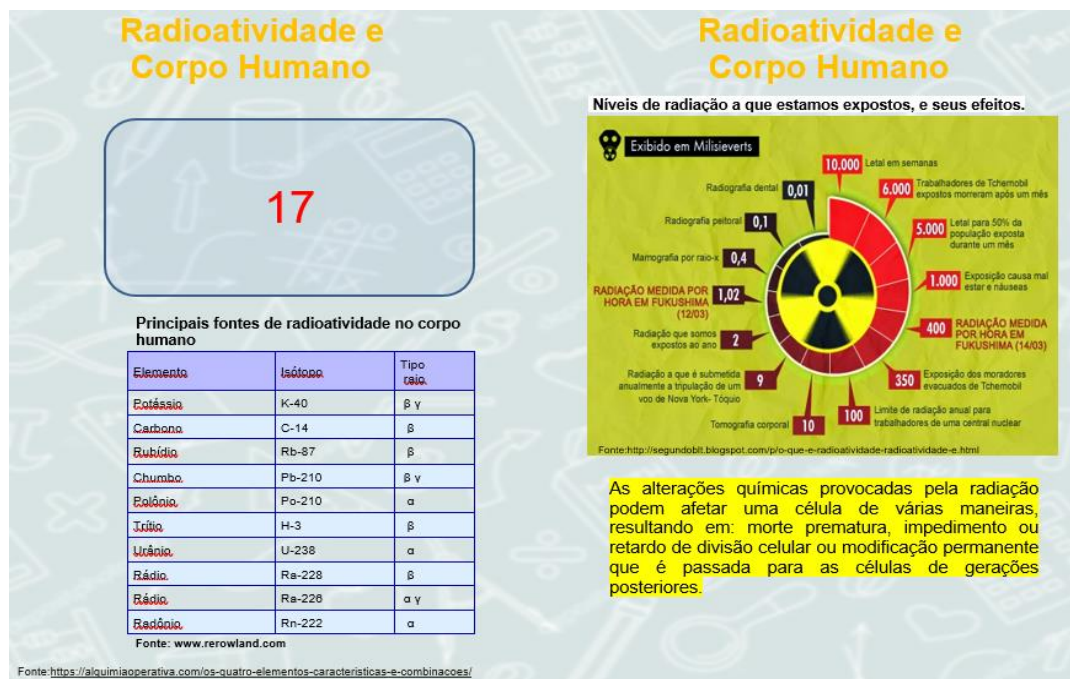 Radioatividade e
Corpo Humano
17
Principais fontes de radioatividade no corpo
humano
Elemento Isótopo Tipo raio
Potássio K-40 β γ
Carbono C-14 β
Rubídio Rb-87 β
Chumbo Pb-210 β γ
Polônio Po-210 α
Trítio H-3 β
Urânio U-238 α
Rádio Ra-228 β
Rádio Ra-226 α γ
Radônio Rn-222 α
Fonte: www.rerowland.com
Fonte:https://alquimiaoperativa.com/os-quatro-elementos-caracteristicas-e-combinacoes/
Radioatividade e
Corpo Humano
Níveis de radiação a que estamos expostos, e seus efeitos.
Exibido em Milisieverts
10.000 Letal em semanas
6.000 Trabalhadores de Tchernobil
expostos morreram após um mês
5.000 Letal para 50% da
população exposta
durante um mês
1.000 Exposição causa mal
estar e náuseas
400 RADIAÇÃO MEDIDA
POR HORA EM
FUKUSHIMA (14/03)
350 Exposição dos moradores
evacuados de Tchernobil
100 Limite de radiação anual para
trabalhadores de uma central nuclear
Tomografia corporal 10
Radiação a que é submetida
anualmente a tripulação de um
voo de Nova York- Tóquio
9
Radiação que somos
expostos ao ano 2
RADIAÇÃO MEDIDA POR
HORA EM FUKUSHIMA
(12/03)
1,02
Mamografia por raio-x 0,4
Radiografia peitoral 0,1
Radiografia dental 0,01
Fonte:http://segundoblt.blogspot.com/p/o-que-e-radioatividade-radioatividade-e.html
As alterações químicas provocadas pela radiação
podem afetar uma célula de várias maneiras,
resultando em: morte prematura, impedimento ou
retardo de divisão celular ou modificação permanente
que é passada para as células de gerações
posteriores.